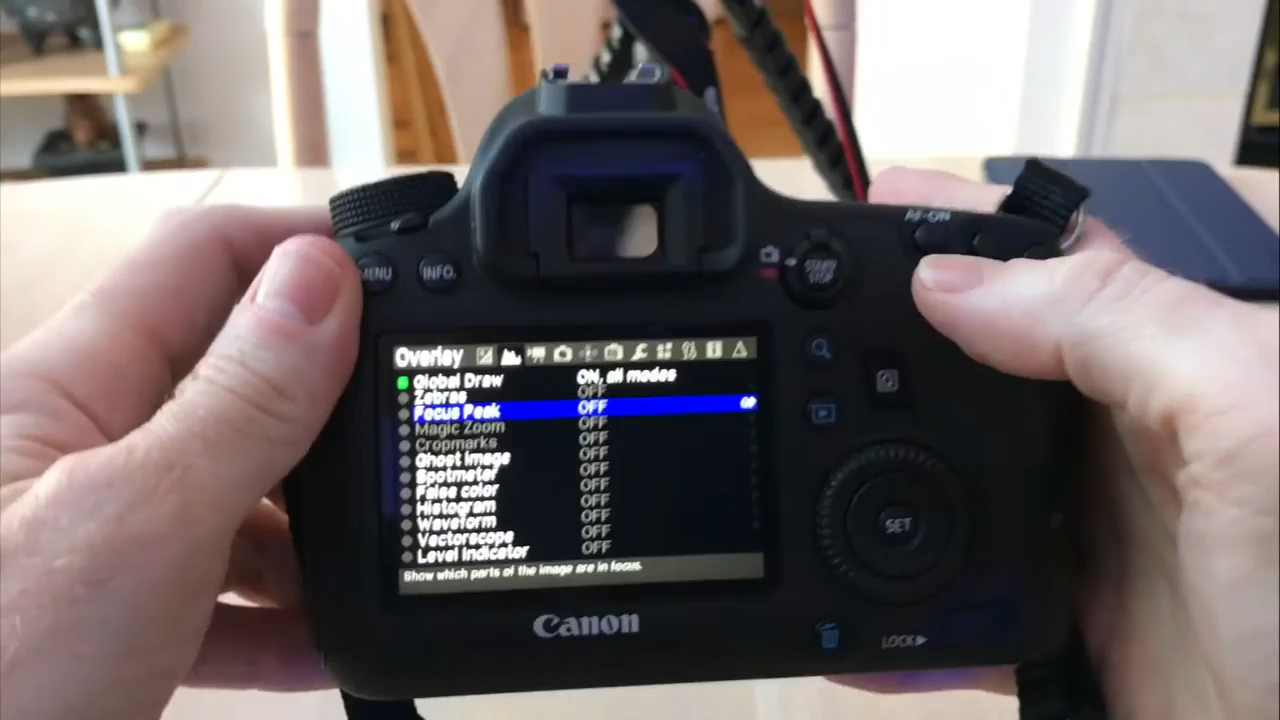 AF-ON
MENU
INFO.
START/
STOP
Overlay
Global Draw ON, all modes
Zebras OFF
Focus Peak OFF
Magic Zoom OFF
Cropmarks OFF
Ghost image OFF
Spotmeter OFF
False color OFF
Histogram OFF
Waveform OFF
Vectorscope OFF
Level Indicator OFF
Show which parts of the image are in focus.
SET
Canon
LOCK▶